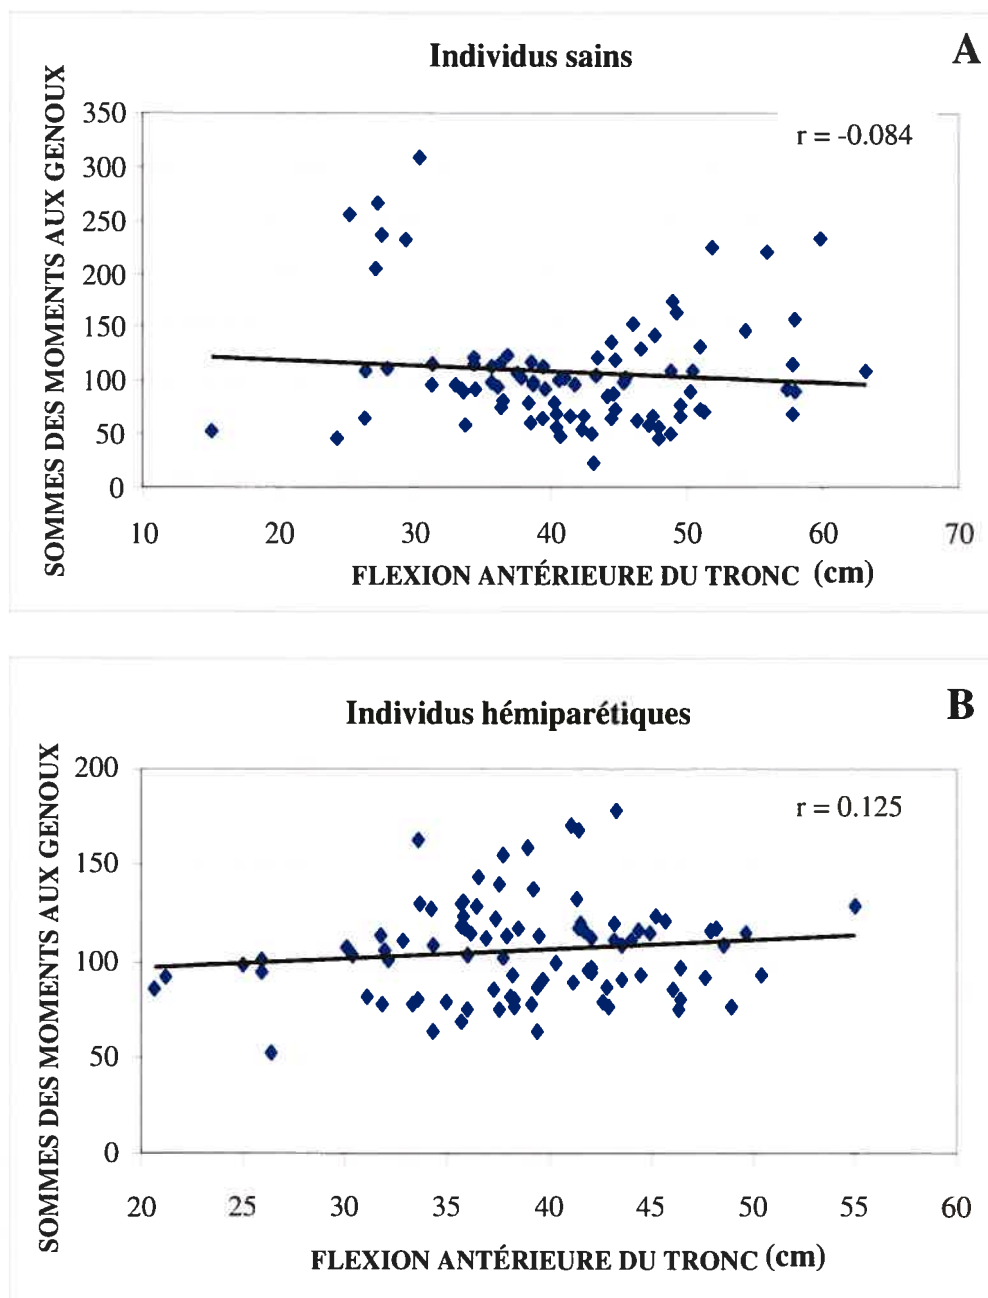 Individus sains
A
r = -0.084
SOMMES DES MOMENTS AUX GENOUX
350
300
250
200
150
100
50
0
10 20 30 40 50 60 70
FLEXION ANTÉRIEURE DU TRONC (cm)
Individus hémiparétiques
B
r = 0.125
SOMMES DES MOMENTS AUX GENOUX
200
150
100
50
0
20 25 30 35 40 45 50 55 60
FLEXION ANTÉRIEURE DU TRONC (cm)